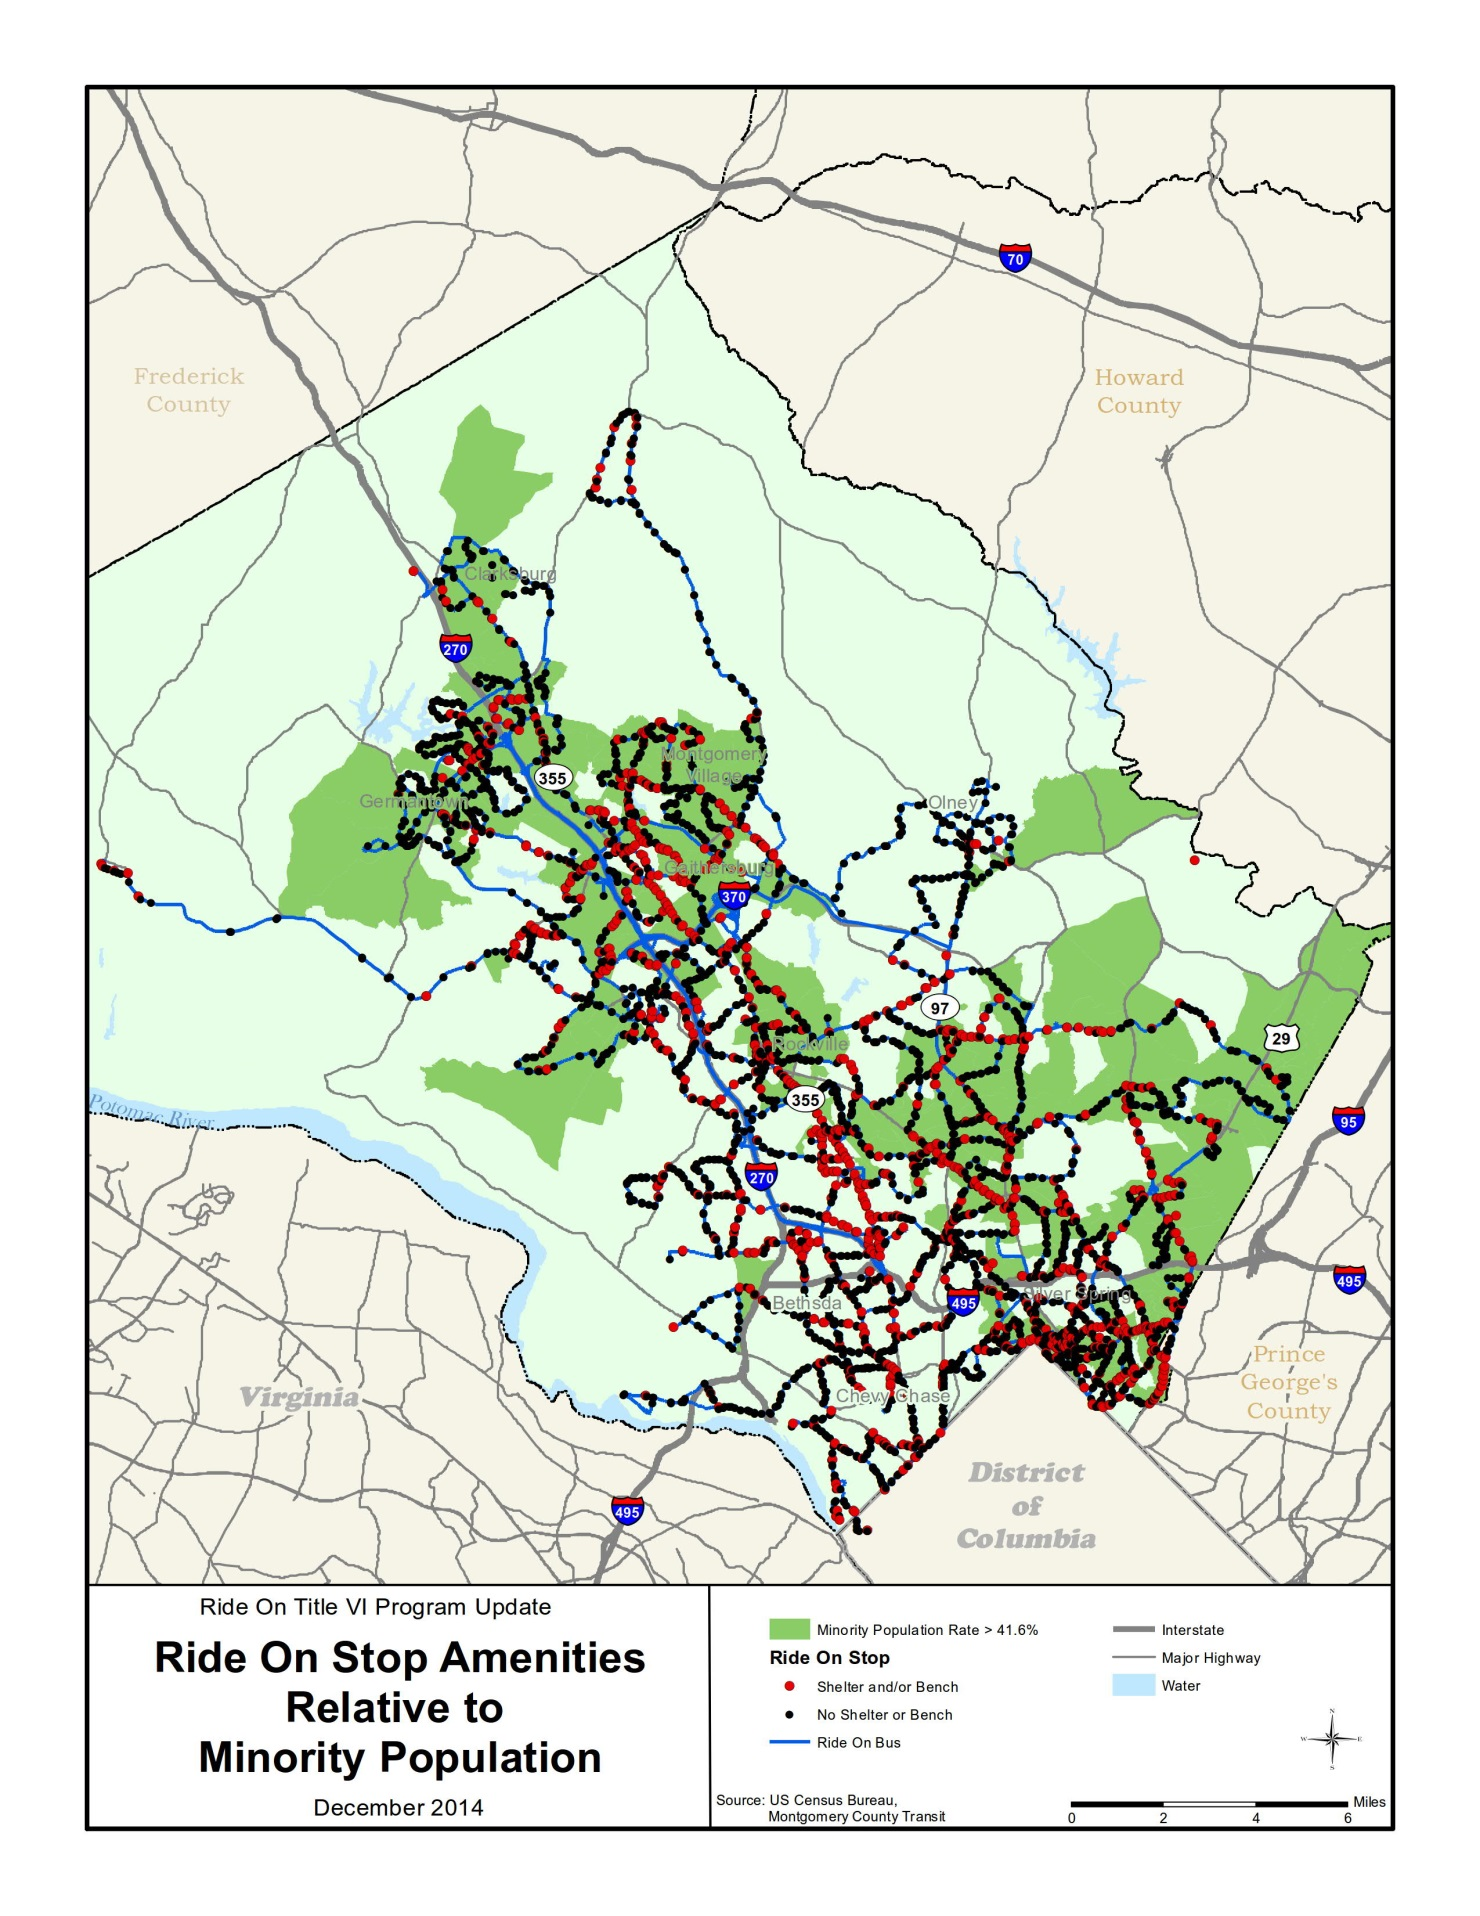 70
Frederick
County
Howard
County
Clarksburg
270
Montgomery
Village
355
Germantown
Olney
Gaithersburg
370
97
29
Rockville
355
Potomac River
95
270
495
Silver Spring
495
Bethsda
Prince
George's
County
Chevy Chase
Virginia
District
of
Columbia
495
Ride On Title VI Program Update
Ride On Stop Amenities
Relative to
Minority Population
December 2014
Minority Population Rate > 41.6%
Ride On Stop
Shelter and/or Bench
No Shelter or Bench
Ride On Bus
Interstate
Major Highway
Water
N
W E
S
Source: US Census Bureau,
Montgomery County Transit
Miles
0 2 4 6